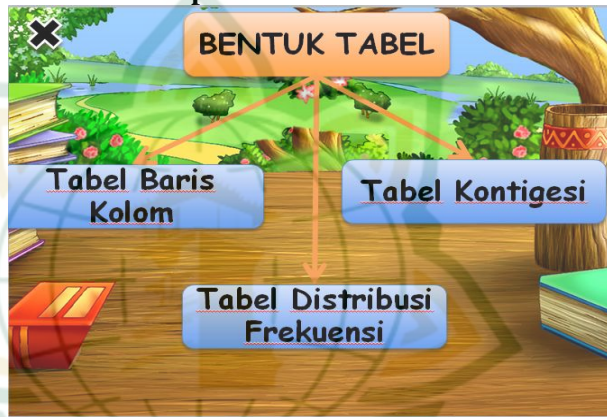 BENTUK TABEL
Tabel Baris
Kolom
Tabel Kontigesi
Tabel Distribusi
Frekuensi